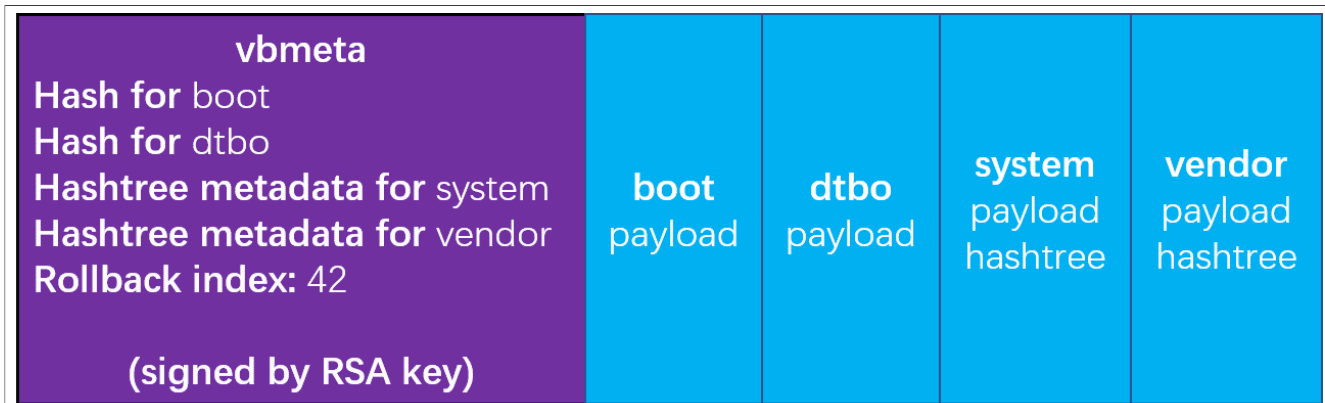 vbmeta
Hash for boot
Hash for dtbo
Hashtree metadata for system
Hashtree metadata for vendor
Rollback index: 42
(signed by RSA key)
boot
payload
dtbo
payload
system
payload
hashtree
vendor
payload
hashtree